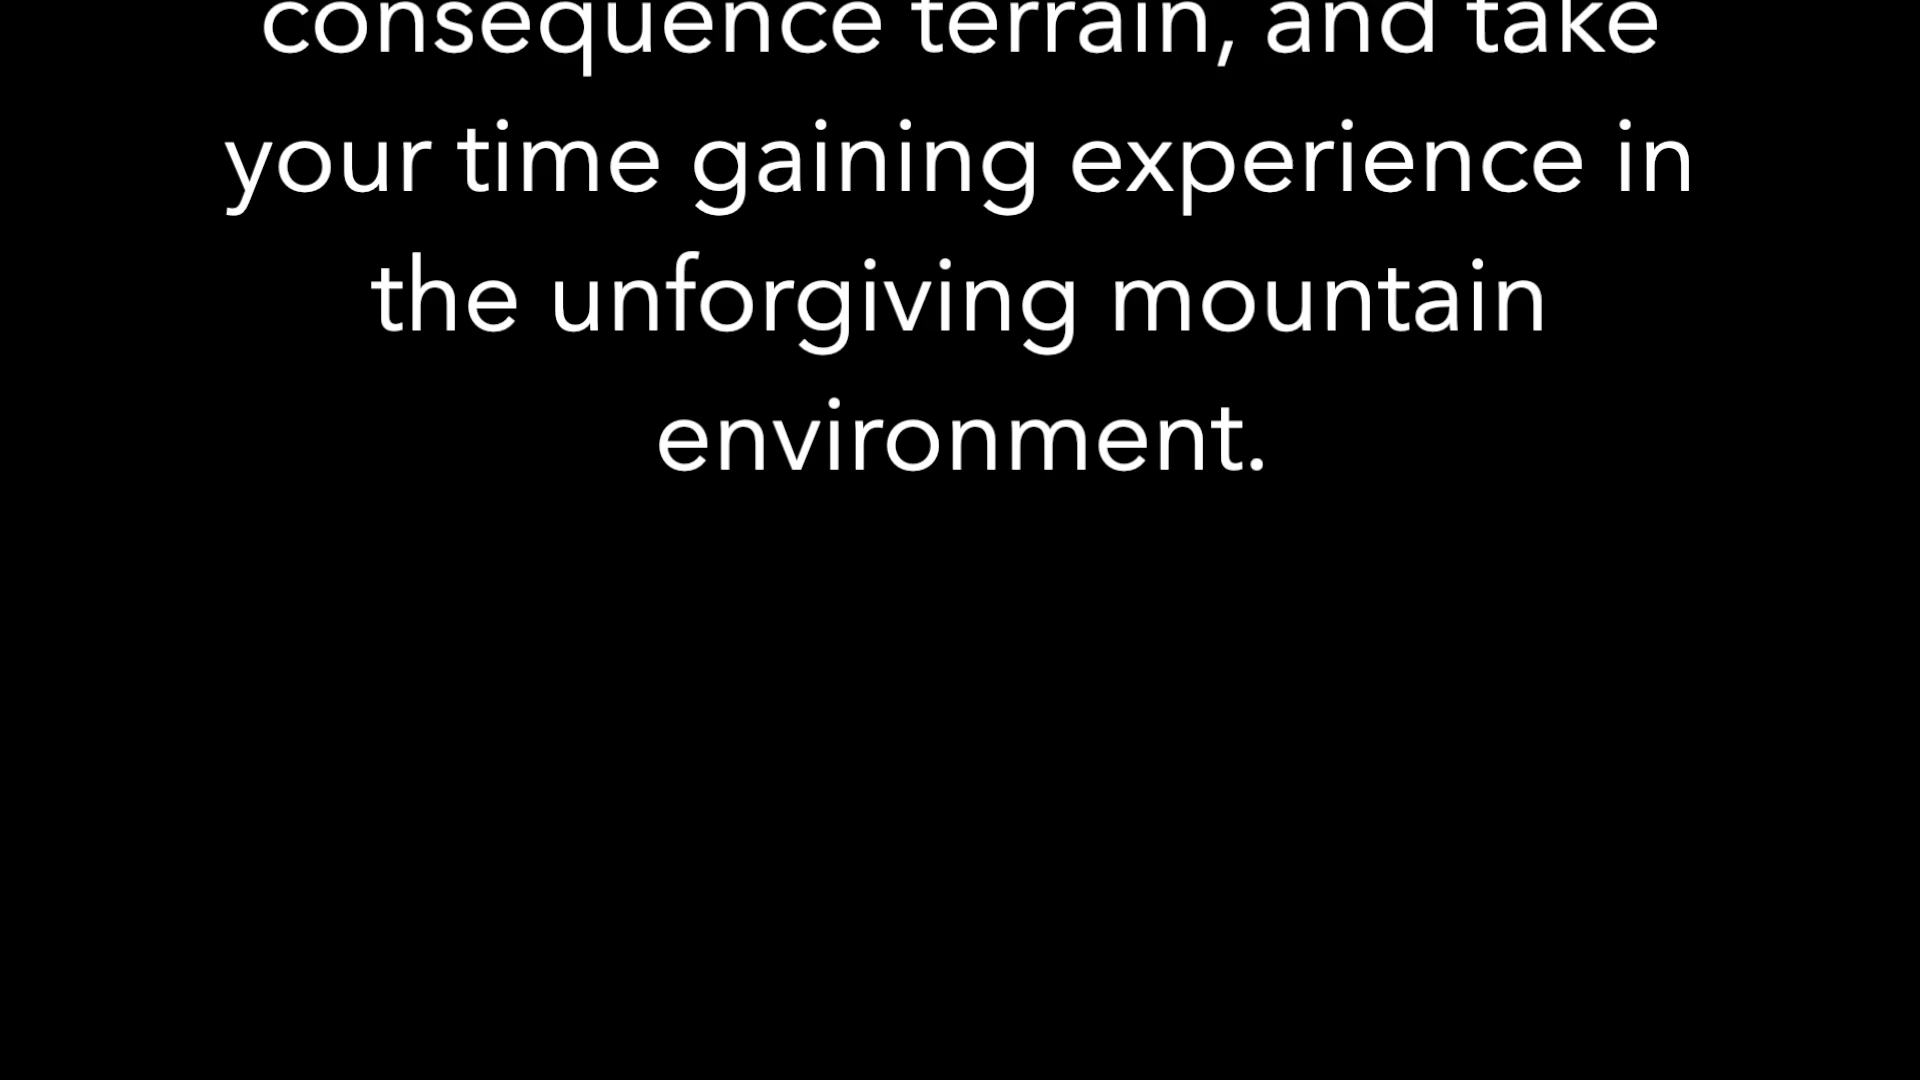 consequence terrain, and take
your time gaining experience in
the unforgiving mountain
environment.